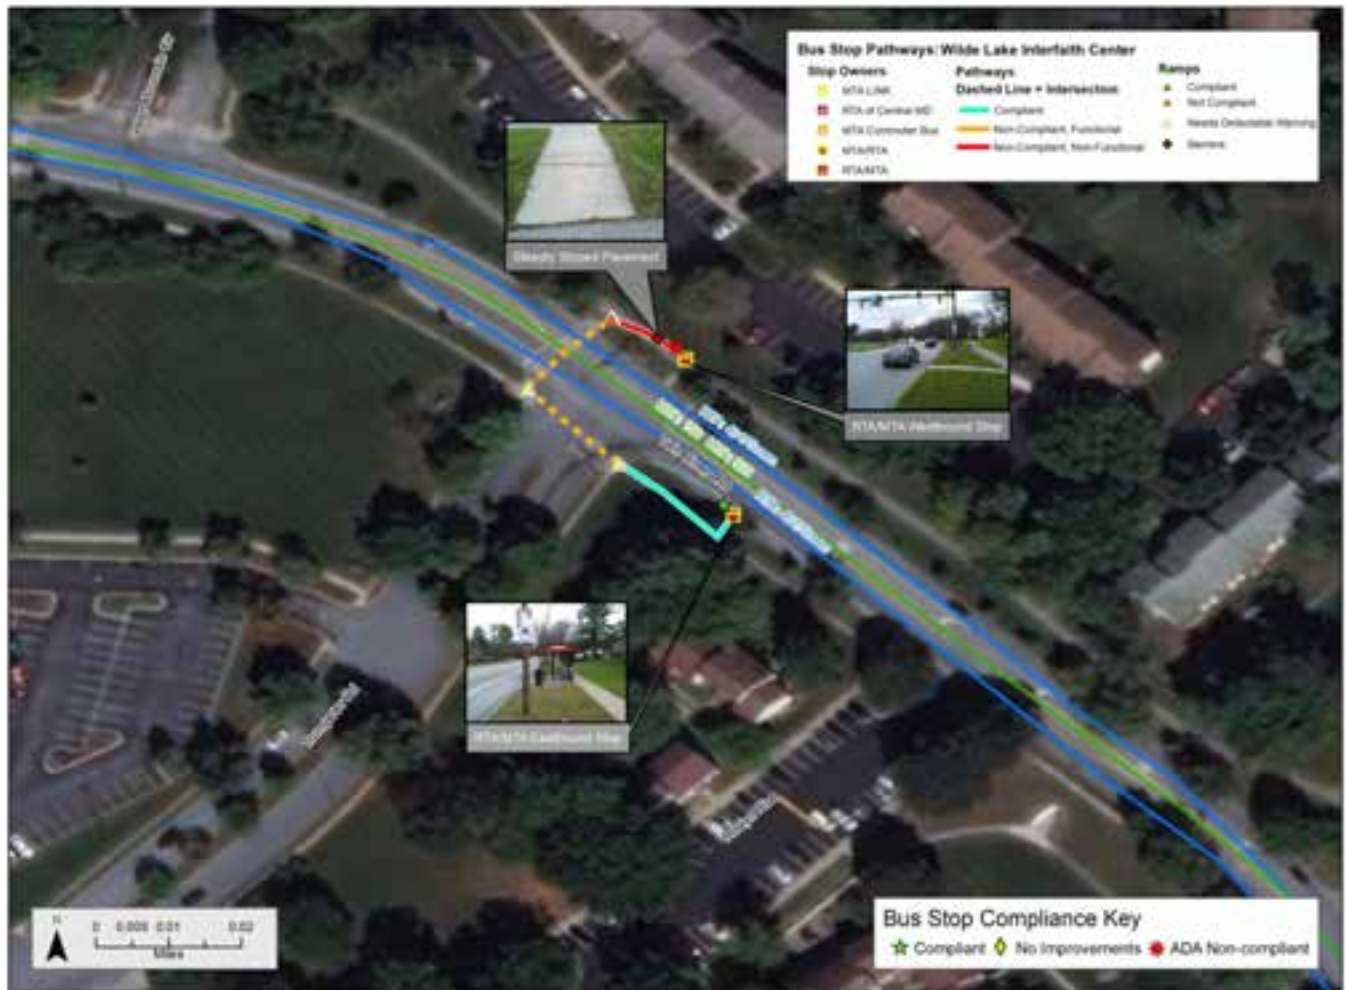 Bus Stop Pathways: Wilde Lake Interfaith Center
Stop Owners
MTA LINK
RTA of Central MD
MTA Commuter Bus
MTA/RTA
RTA/MTA
Pathways
Dashed Line = Intersection
Compliant
Non-Compliant, Functional
Non-Compliant, Non-Functional
Ramps
Compliant
Not Compliant
Needs Detectable Warning
Barriers
Steeply Sloped Pavement
RTA/MTA Westbound Stop
RTA/MTA Eastbound Stop
N
0 0.005 0.01 0.02
Miles
Bus Stop Compliance Key
Compliant No Improvements ADA Non-compliant